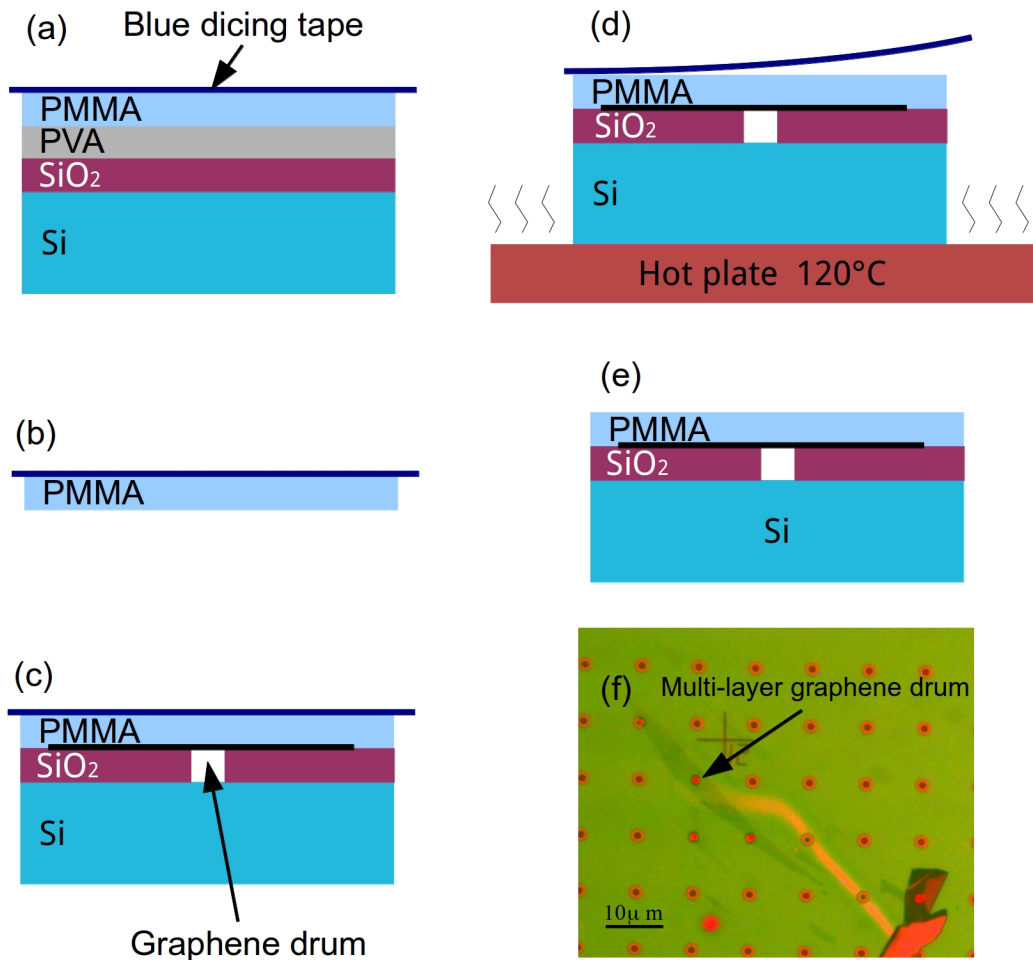 (a)
Blue dicing tape
PMMA
PVA
SiO₂
Si
(b)
PMMA
(c)
PMMA
SiO₂
Si
Graphene drum
(d)
PMMA
SiO₂
Si
Hot plate 120°C
(e)
PMMA
SiO₂
Si
(f)
Multi-layer graphene drum
10μ m